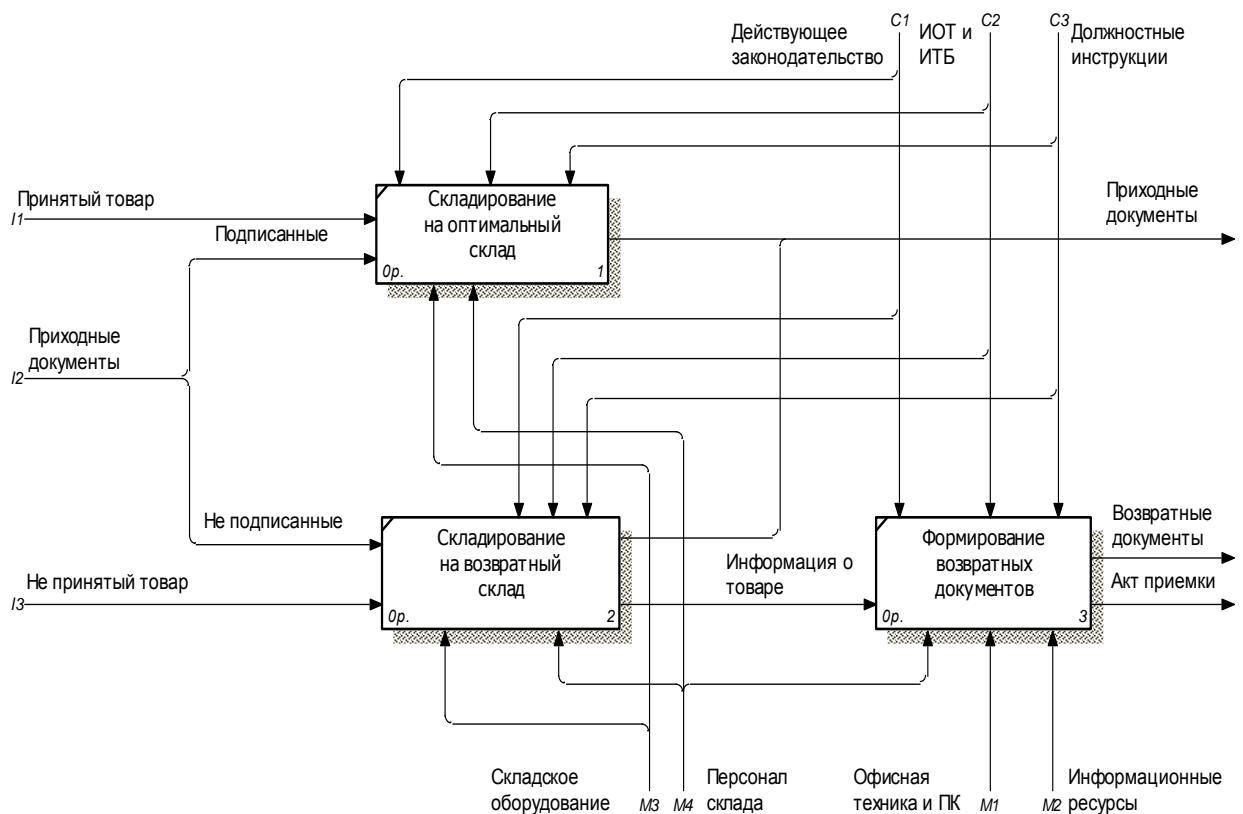 Действующее
законодательство
C1
ИОТ и
ИТБ
C2
C3
Должностные
инструкции
Принятый товар
I1
Подписанные
Складирование
на оптимальный
склад
0р.
1
Приходные
документы
Приходные
документы
I2
Не подписанные
Не принятый товар
I3
Складирование
на возвратный
склад
0р.
2
Информация о
товаре
Формирование
возвратных
документов
0р.
3
Возвратные
документы
Акт приемки
Складское
оборудование
M3
M4
Персонал
склада
Офисная
техника и ПК
M1
M2
Информационные
ресурсы